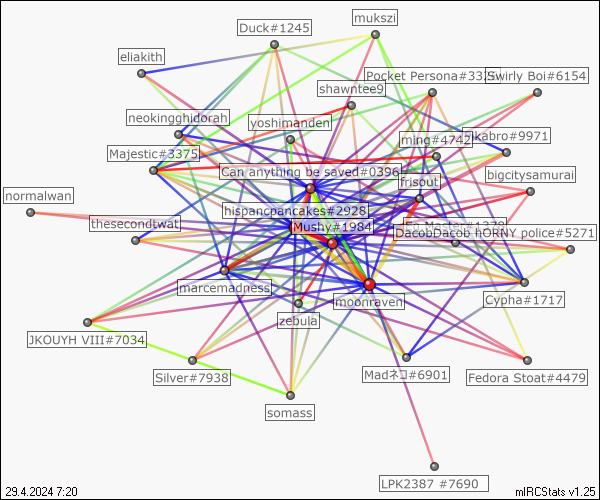 mukszi
Duck#1245
eliakith
Pocket Persona#332
Swirly Boi#6154
shawntee9
neokingghidorah
yoshimanden
ming#4742
kabro#9971
Majestic#3375
Can anything be saved#0396
bigcitysamurai
frisout
normalwan
hispancpancakes#2928
thesecondtwat
Mushy#1984
DacobDacob hORNY police#5271
marcemadness
moonraven
Cypha#1717
zebula
JKOUYH VIII#7034
Silver#7938
Madネコ#6901
Fedora Stoat#4479
somass
LPK2387 #7690
29.4.2024 7:20
mIRCStats v1.25